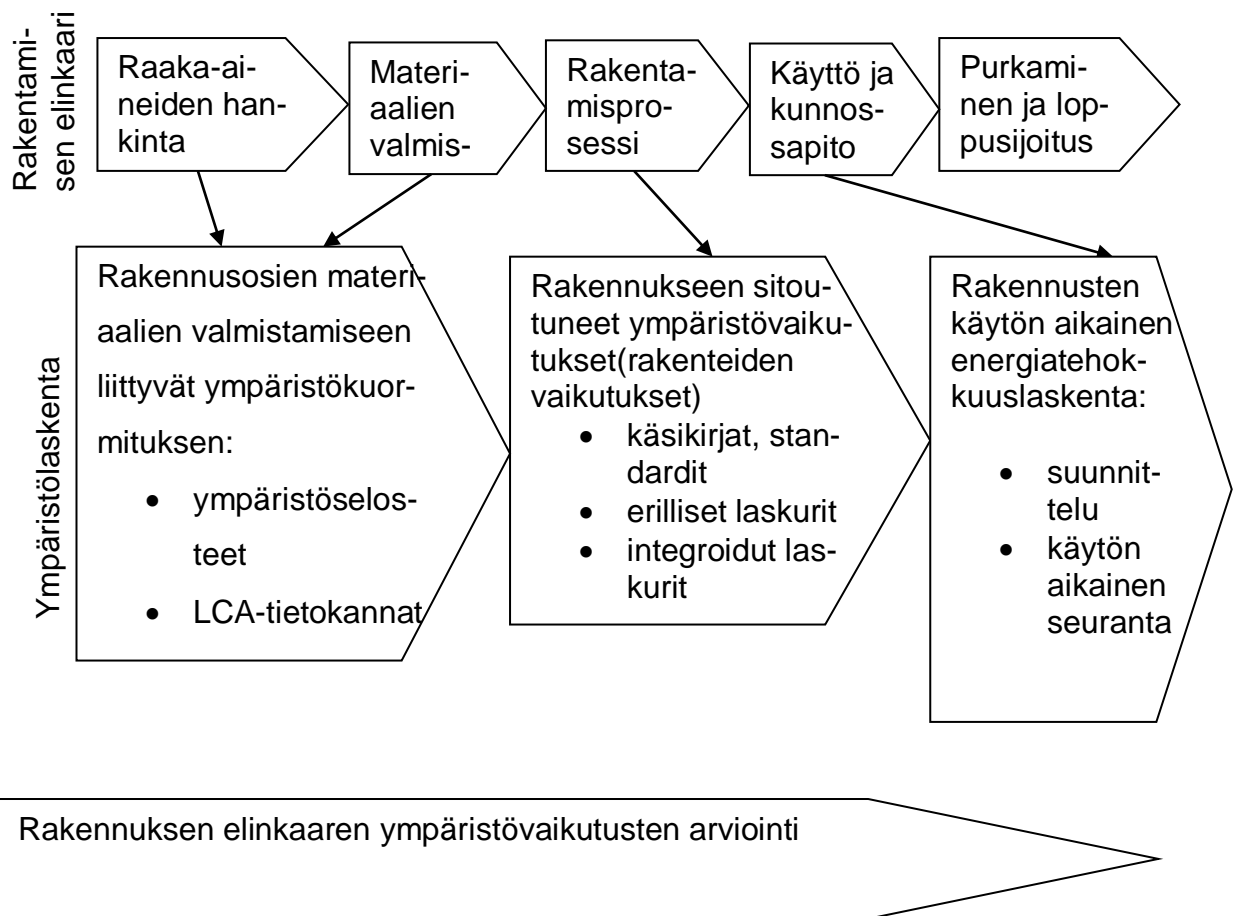 Rakentami-
sen elinkaari
Raaka-ai-
neiden han-
kinta
Materi-
aalien
valmis-
Rakenta-
mispro-
sessi
Käyttö ja
kunnos-
sapito
Purkami-
nen ja lop-
pusijoitus
Ympäristölaskenta
Rakennusosien materi-
aalien valmistamiseen
liittyvät ympäristökuor-
mituksen:
• ympäristöselos-
teet
• LCA-tietokannat
Rakennukseen sitou-
tuneet ympäristövaiku-
tukset(rakenteiden
vaikutukset)
• käsikirjat, stan-
dardit
• erilliset laskurit
• integroidut las-
kurit
Rakennusten
käytön aikainen
energiatehok-
kuuslaskenta:
• suunnit-
telu
• käytön
aikainen
seuranta
Rakennuksen elinkaaren ympäristövaikutusten arviointi